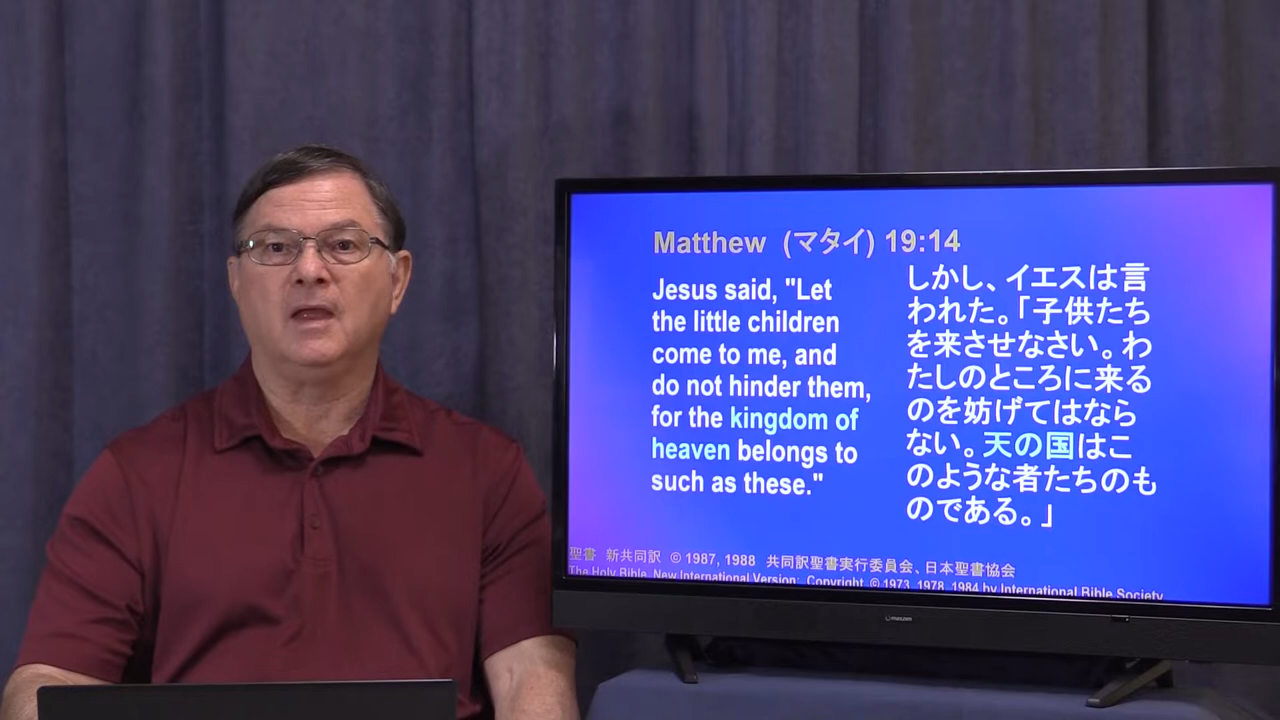 Matthew (マタイ) 19:14
Jesus said, "Let
the little children
come to me, and
do not hinder them,
for the kingdom of
heaven belongs to
such as these."
しかし、イエスは言
われた。「子供たち
を来させなさい。わ
たしのところに来る
のを妨げてはなら
ない。天の国はこ
のような者たちのも
のである。」
聖書 新共同訳 © 1987, 1988 共同訳聖書実行委員会、日本聖書協会
The Holy Bible, New International Version; Copyright © 1973, 1978, 1984 by International Bible Society
maxzen